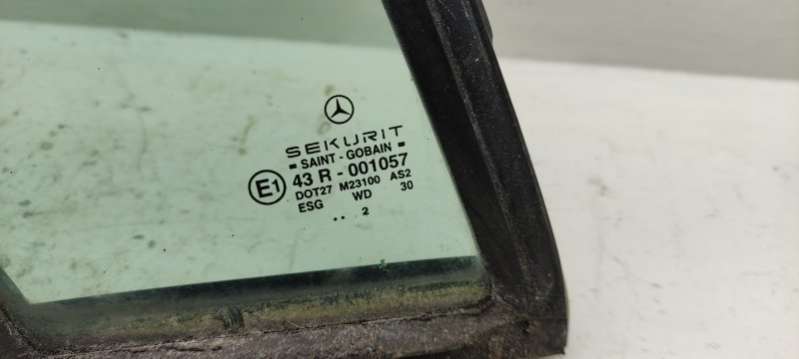 SEKURIT
- SAINT - GOBAIN -
E1 43 R - 001057
DOT27 M23100 AS2
ESG WD 30
.. 2